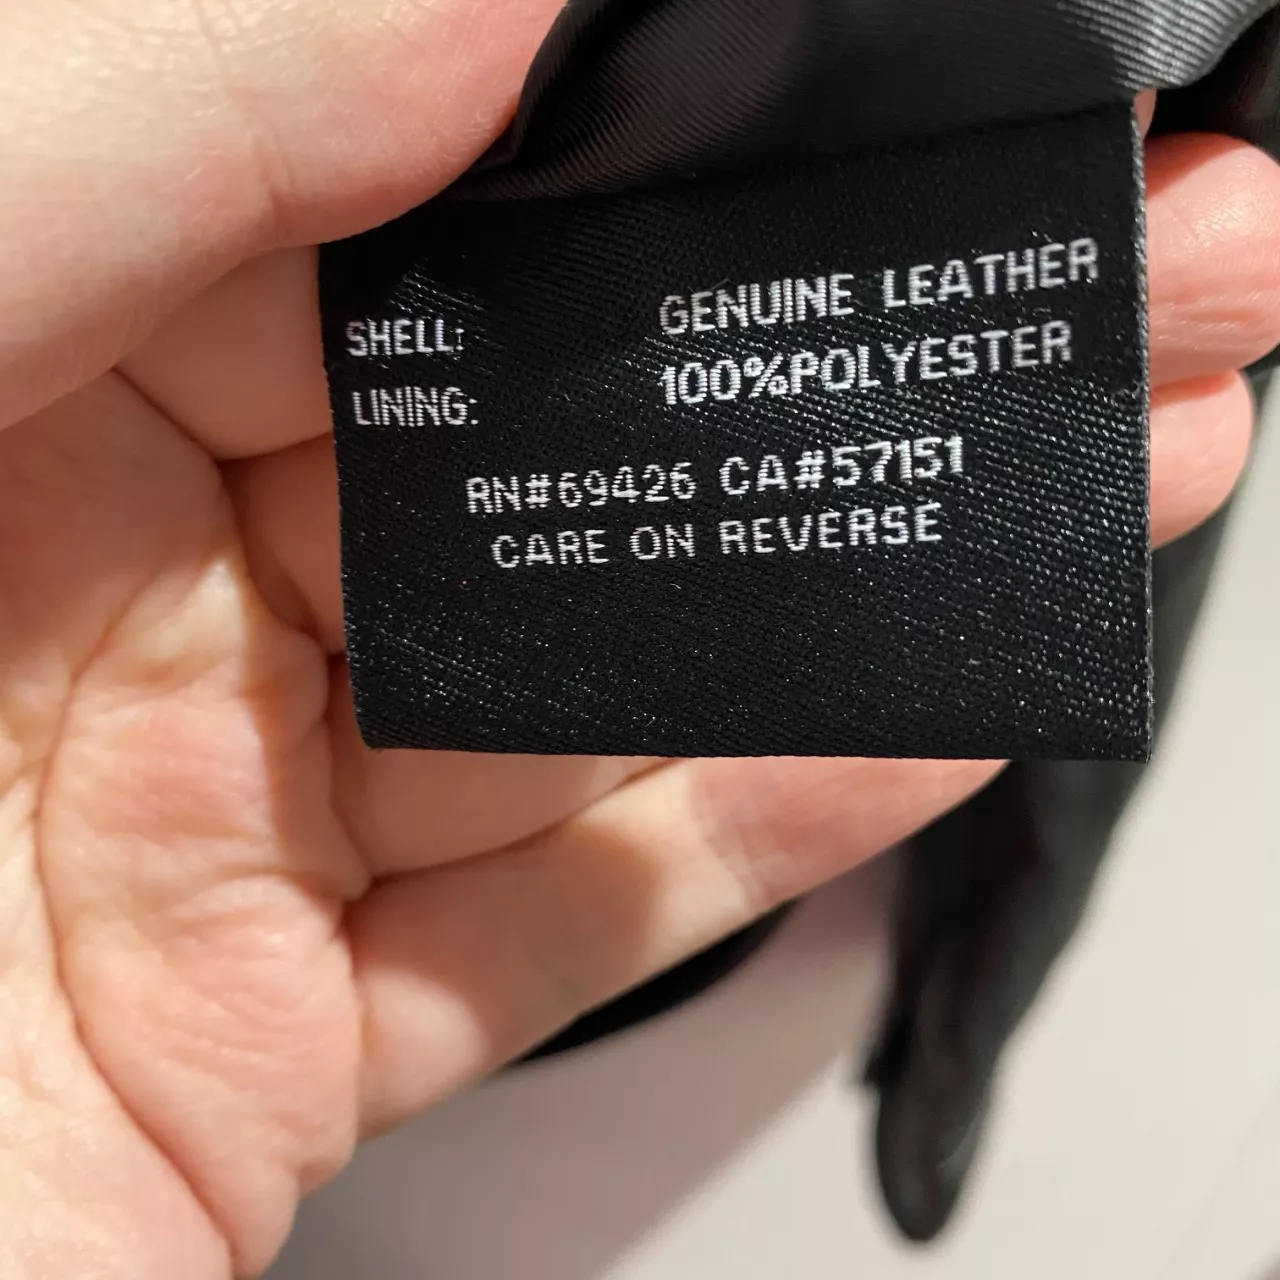 SHELL: GENUINE LEATHER
LINING: 100%POLYESTER
RN#69426 CA#57151
CARE ON REVERSE